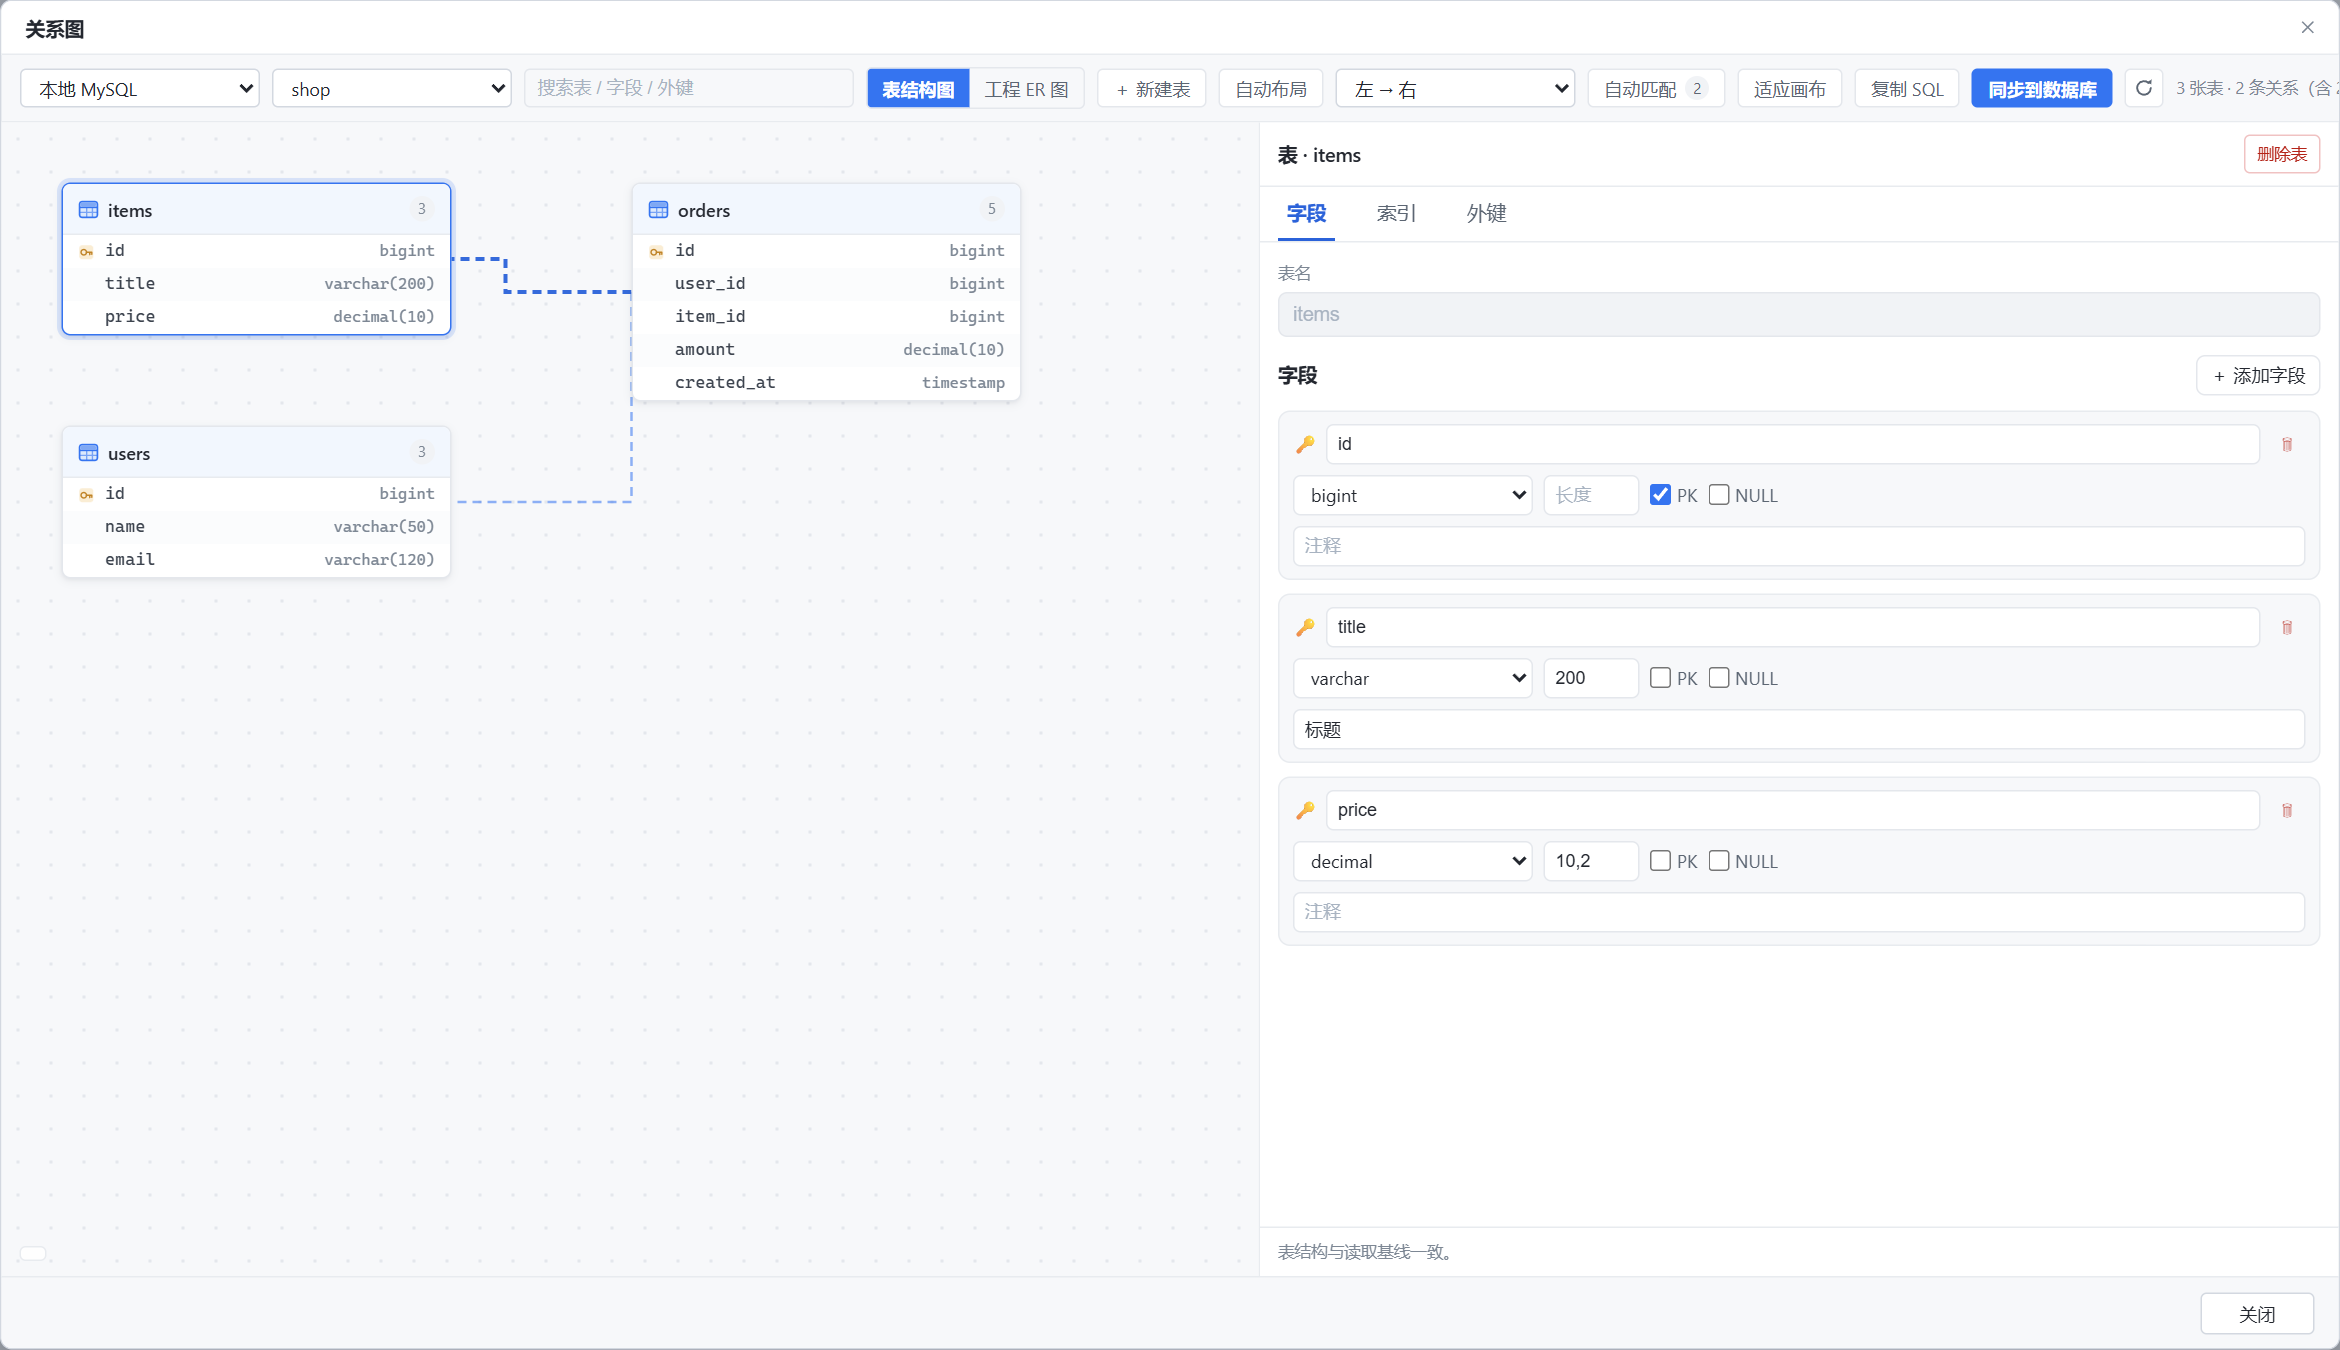 关系图
本地 MySQL
shop
搜索表 / 字段 / 外键
表结构图
工程 ER 图
+ 新建表
自动布局
左 → 右
自动匹配 2
适应画布
复制 SQL
同步到数据库
3 张表 · 2 条关系（含
items 3
id bigint
title varchar(200)
price decimal(10)
orders 5
id bigint
user_id bigint
item_id bigint
amount decimal(10)
created_at timestamp
users 3
id bigint
name varchar(50)
email varchar(120)
表 · items
删除表
字段
索引
外键
表名
items
字段
+ 添加字段
id
bigint
长度
PK
NULL
注释
title
varchar
200
PK
NULL
标题
price
decimal
10,2
PK
NULL
注释
表结构与读取基线一致。
关闭